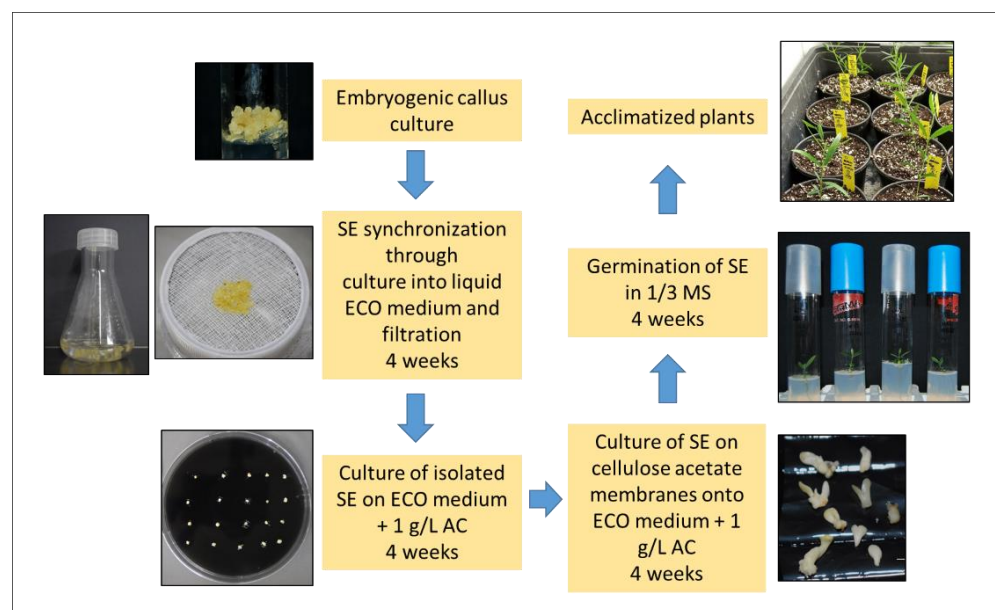 Embryogenic callus
culture
SE synchronization
through
culture into liquid
ECO medium and
filtration
4 weeks
Culture of isolated
SE on ECO medium
+ 1 g/L AC
4 weeks
Culture of SE on
cellulose acetate
membranes onto
ECO medium + 1
g/L AC
4 weeks
Germination of SE
in 1/3 MS
4 weeks
Acclimatized plants